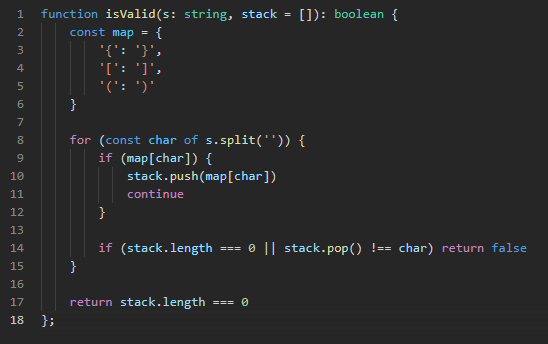 1 function isValid(s: string, stack = []): boolean {
2     const map = {
3         '{': '}',
4         '[': ']',
5         '(': ')'
6     }
7
8     for (const char of s.split('')) {
9         if (map[char]) {
10             stack.push(map[char])
11             continue
12         }
13
14         if (stack.length === 0 || stack.pop() !== char) return false
15     }
16
17     return stack.length === 0
18 };